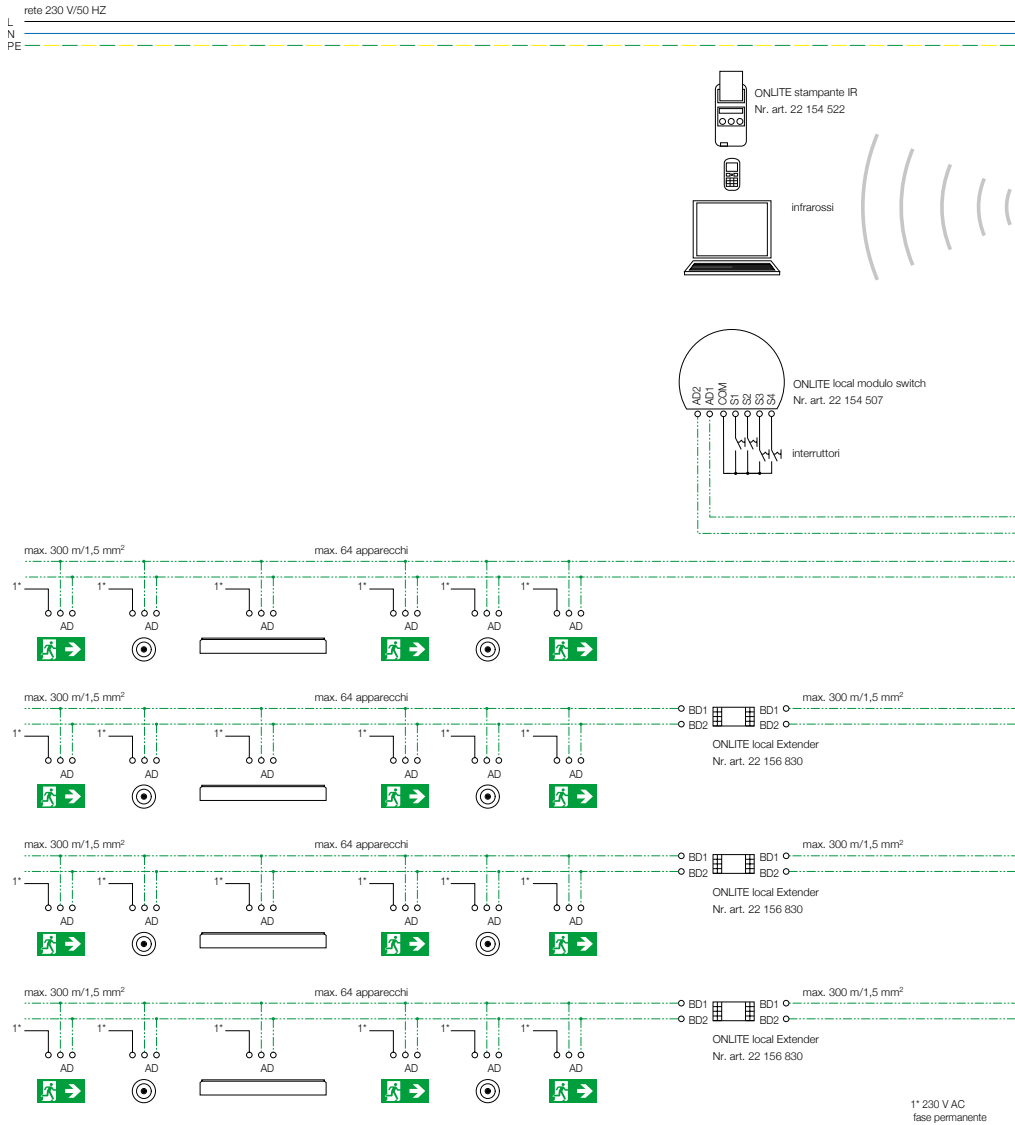 rete 230 V/50 HZ
L
N
PE
ONLITE stampante IR
Nr. art. 22 154 522
infrarossi
AD2 AD1 COM S1 S2 S3 S4
ONLITE local modulo switch
Nr. art. 22 154 507
interruttori
max. 300 m/1,5 mm² max. 64 apparecchi
1* 1* 1* 1* 1* 1*
AD AD AD AD AD AD
max. 300 m/1,5 mm² max. 64 apparecchi max. 300 m/1,5 mm²
BD1 BD1
BD2 BD2
1* 1* 1* 1* 1* 1*
ONLITE local Extender
Nr. art. 22 156 830
AD AD AD AD AD AD
max. 300 m/1,5 mm² max. 64 apparecchi max. 300 m/1,5 mm²
BD1 BD1
BD2 BD2
1* 1* 1* 1* 1* 1*
ONLITE local Extender
Nr. art. 22 156 830
AD AD AD AD AD AD
max. 300 m/1,5 mm² max. 64 apparecchi max. 300 m/1,5 mm²
BD1 BD1
BD2 BD2
1* 1* 1* 1* 1* 1*
ONLITE local Extender
Nr. art. 22 156 830
AD AD AD AD AD AD
1* 230 V AC
fase permanente